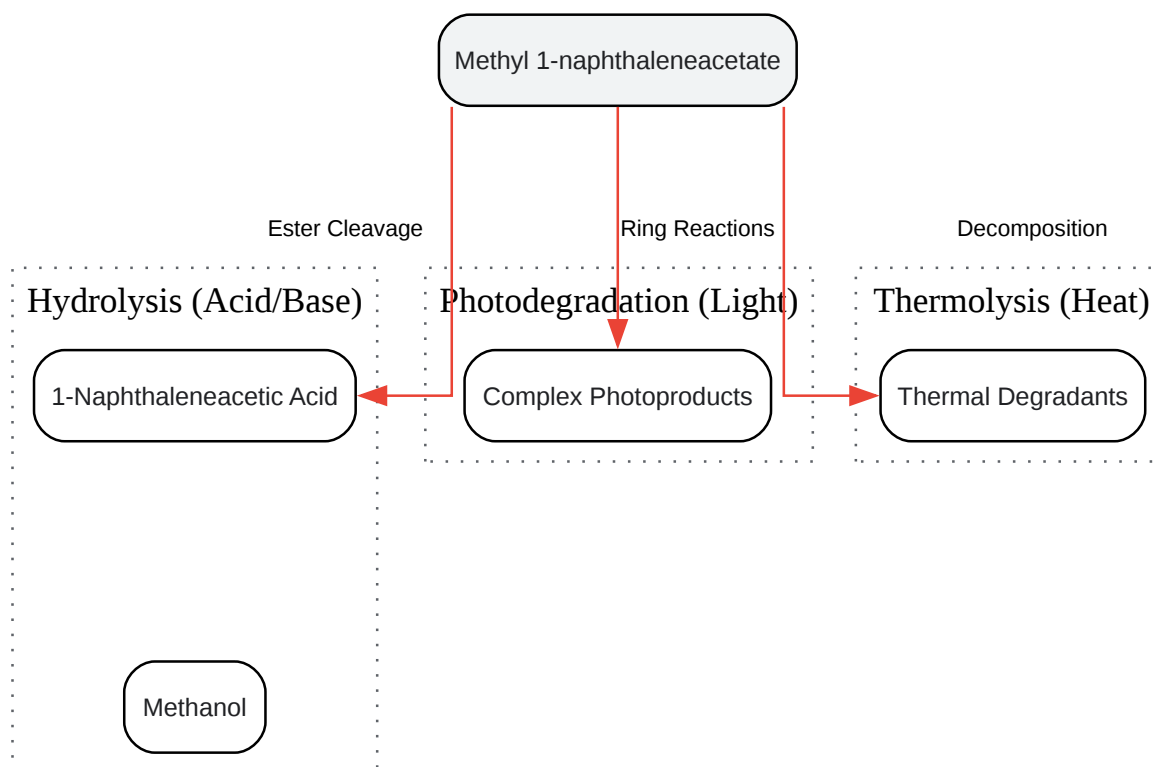 Methyl 1-naphthaleneacetate
Ester Cleavage
Ring Reactions
Decomposition
Hydrolysis (Acid/Base)
Photodegradation (Light)
Thermolysis (Heat)
1-Naphthaleneacetic Acid
Complex Photoproducts
Thermal Degradants
Methanol